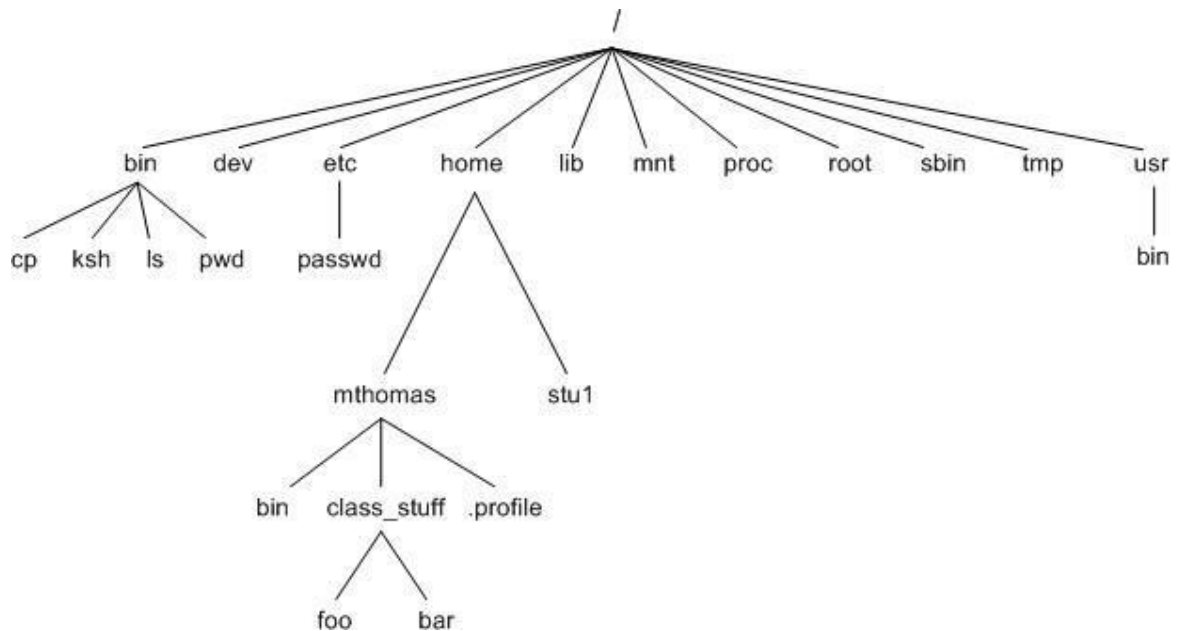 /
bin dev etc home lib mnt proc root sbin tmp usr
cp ksh ls pwd passwd bin
mthomas stu1
bin class_stuff .profile
foo bar